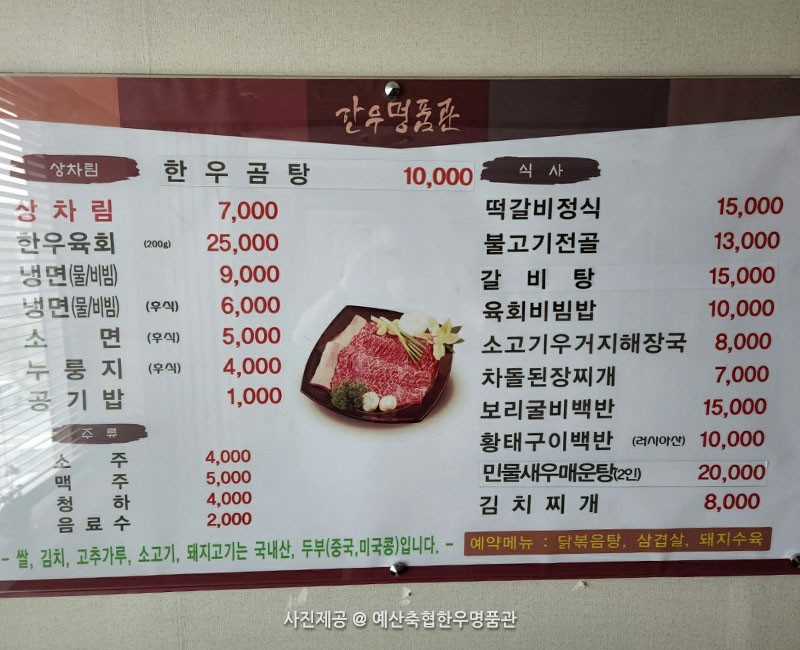 한우명품관
상차림
한우곰탕 10,000
상차림 7,000
한우육회 (200g) 25,000
냉면(물/비빔) 9,000
냉면(물/비빔) (후식) 6,000
소면 (후식) 5,000
누룽지 (후식) 4,000
공기밥 1,000
주류
소주 4,000
맥주 5,000
청하 4,000
음료수 2,000
식사
떡갈비정식 15,000
불고기전골 13,000
갈비탕 15,000
육회비빔밥 10,000
소고기우거지해장국 8,000
차돌된장찌개 7,000
보리굴비백반 15,000
황태구이백반 (러시아산) 10,000
민물새우매운탕(2인) 20,000
김치찌개 8,000
- 쌀, 김치, 고추가루, 소고기, 돼지고기는 국내산, 두부(중국,미국콩)입니다. -
예약메뉴 : 닭볶음탕, 삼겹살, 돼지수육
사진제공 @ 예산축협한우명품관